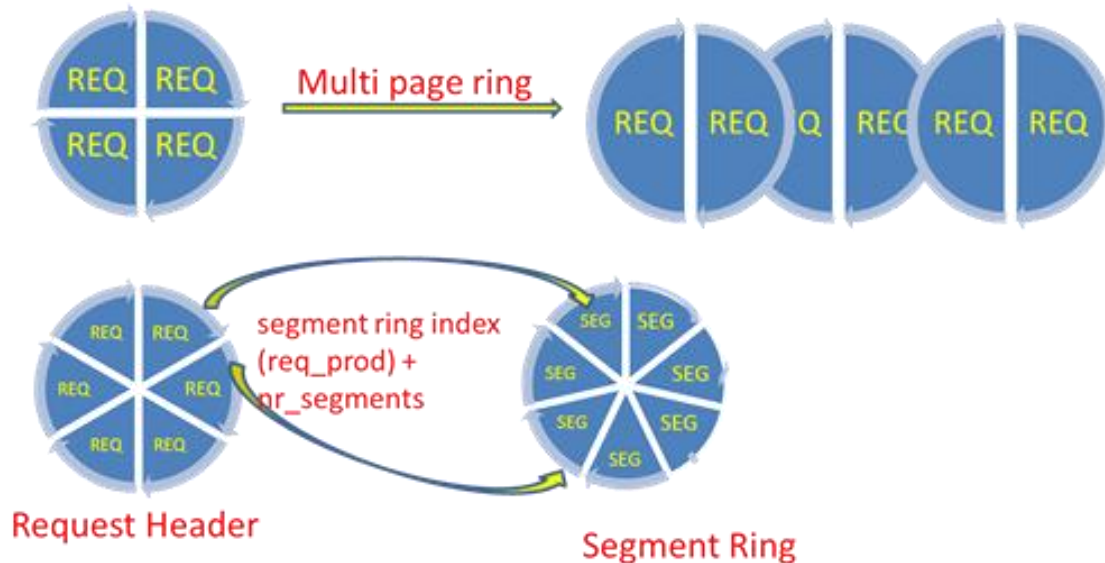 REQ REQ
REQ REQ
Multi page ring
REQ REQ Q REQ REQ REQ
REQ REQ
REQ REQ
REQ REQ
segment ring index
(req_prod) +
nr_segments
SEG SEG
SEG SEG
SEG SEG
SEG
Request Header
Segment Ring